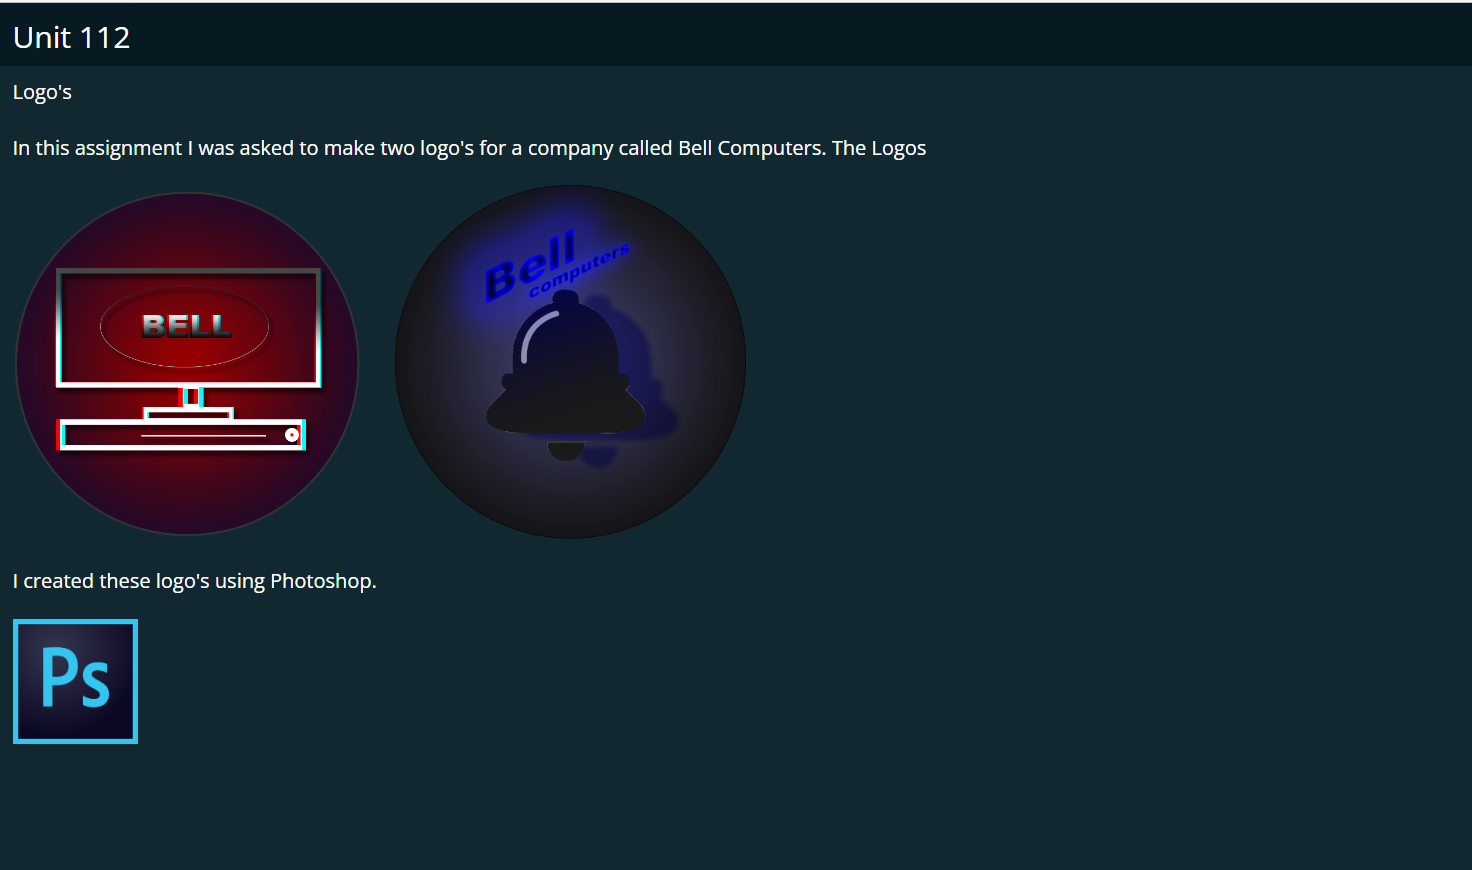 Unit 112
Logo's
In this assignment I was asked to make two logo's for a company called Bell Computers. The Logos
BELL
Bell
computers
I created these logo's using Photoshop.
Ps